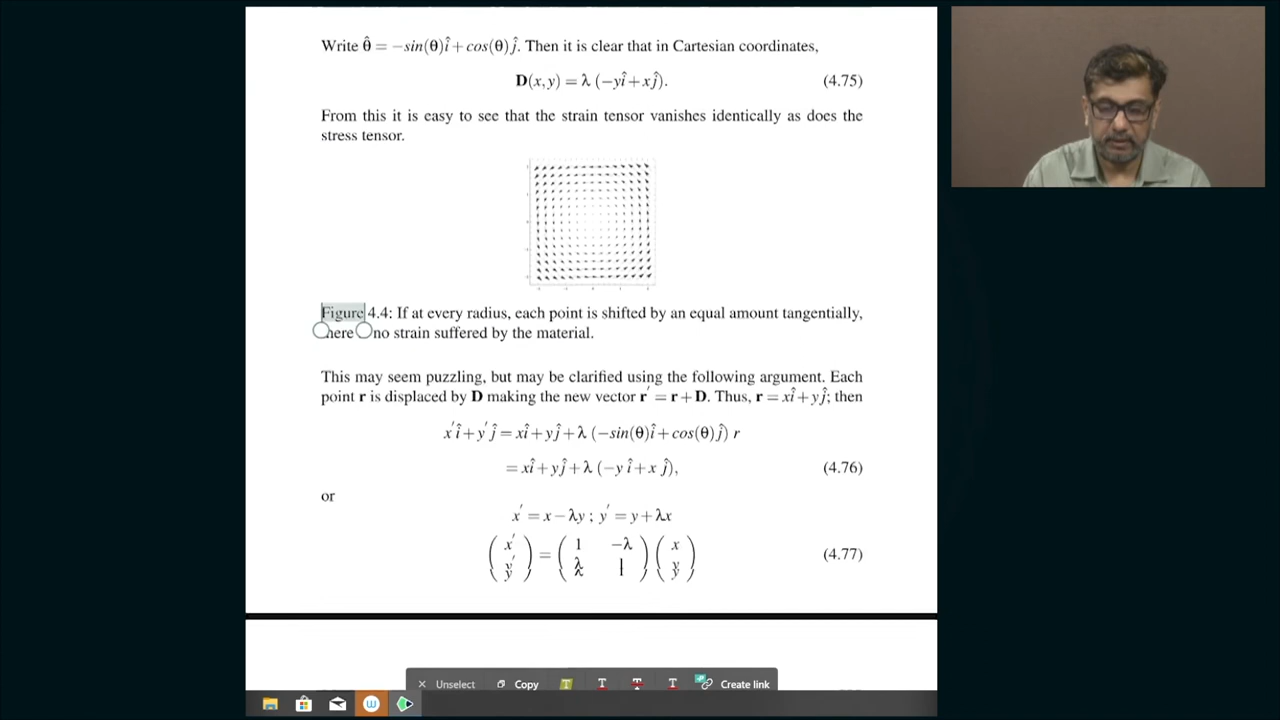 Write θ̂ = −sin(θ)î + cos(θ)ĵ. Then it is clear that in Cartesian coordinates,
D(x,y) = λ (−yî + xĵ). (4.75)
From this it is easy to see that the strain tensor vanishes identically as does the
stress tensor.
Figure 4.4: If at every radius, each point is shifted by an equal amount tangentially,
here no strain suffered by the material.
This may seem puzzling, but may be clarified using the following argument. Each
point r is displaced by D making the new vector r′ = r + D. Thus, r = xî + yĵ; then
x′î + y′ĵ = xî + yĵ + λ (−sin(θ)î + cos(θ)ĵ) r
= xî + yĵ + λ (−y î + x ĵ), (4.76)
or
x′ = x − λy ; y′ = y + λx
( x′ ) = ( 1 −λ ) ( x )
( y′ ) ( λ 1 ) ( y ) (4.77)
× Unselect Copy T T T T Create link
W